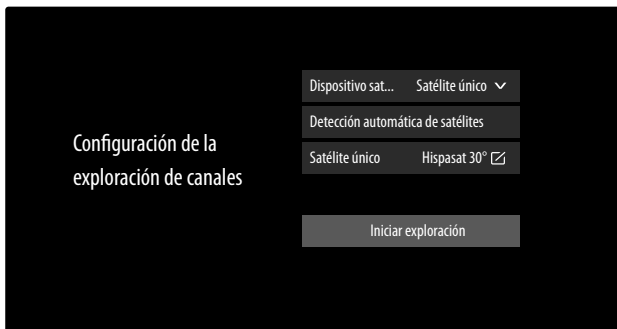 Configuración de la
exploración de canales
Dispositivo sat... Satélite único
Detección automática de satélites
Satélite único Hispasat 30°
Iniciar exploración